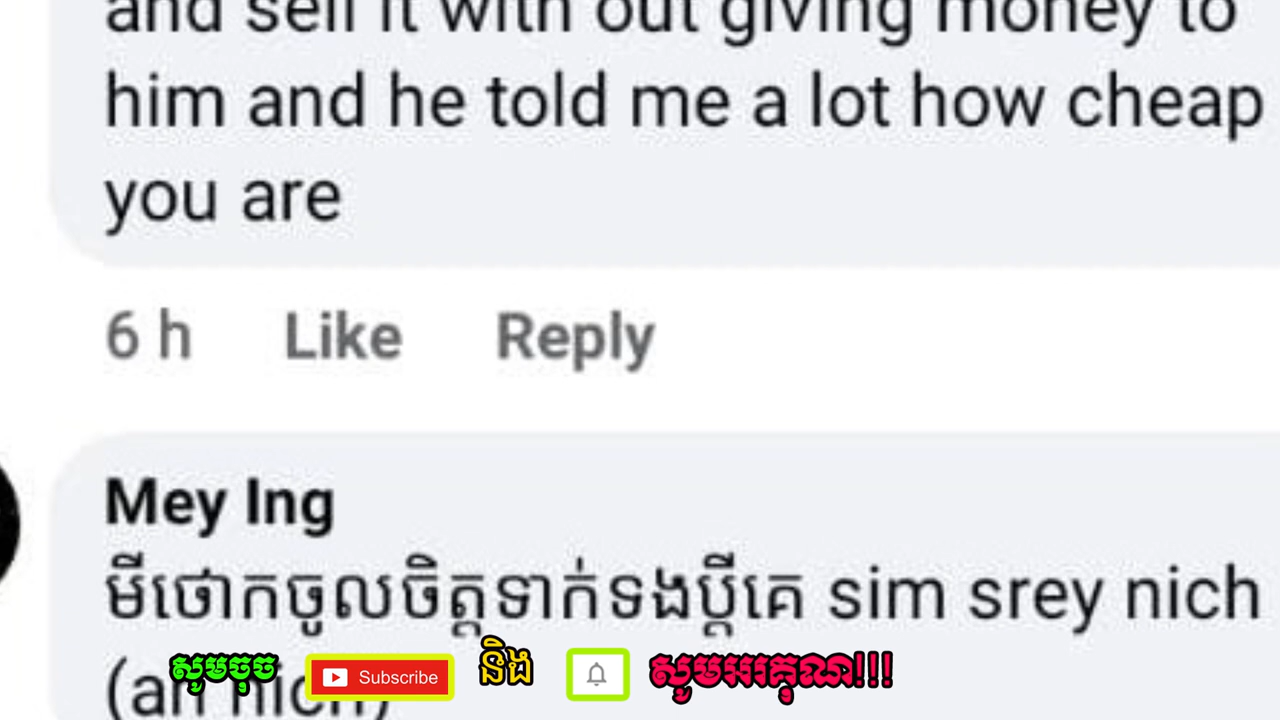 and sell it with out giving money to
him and he told me a lot how cheap
you are
6 h Like Reply
Mey Ing
មីថោកចូលចិត្តទាក់ទងប្តីគេ sim srey nich
(an nich)
សូមចុច Subscribe និង សូមអរគុណ!!!